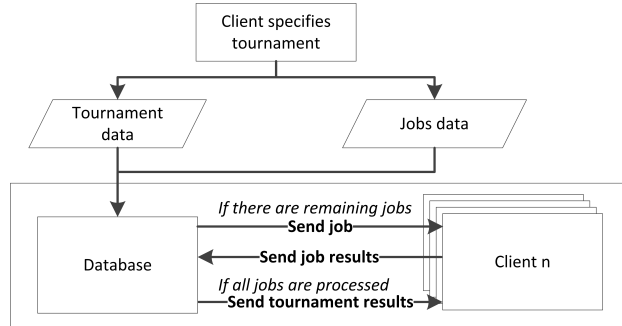 Client specifies
tournament
Tournament
data
Jobs data
If there are remaining jobs
Send job
Send job results
If all jobs are processed
Send tournament results
Database
Client n